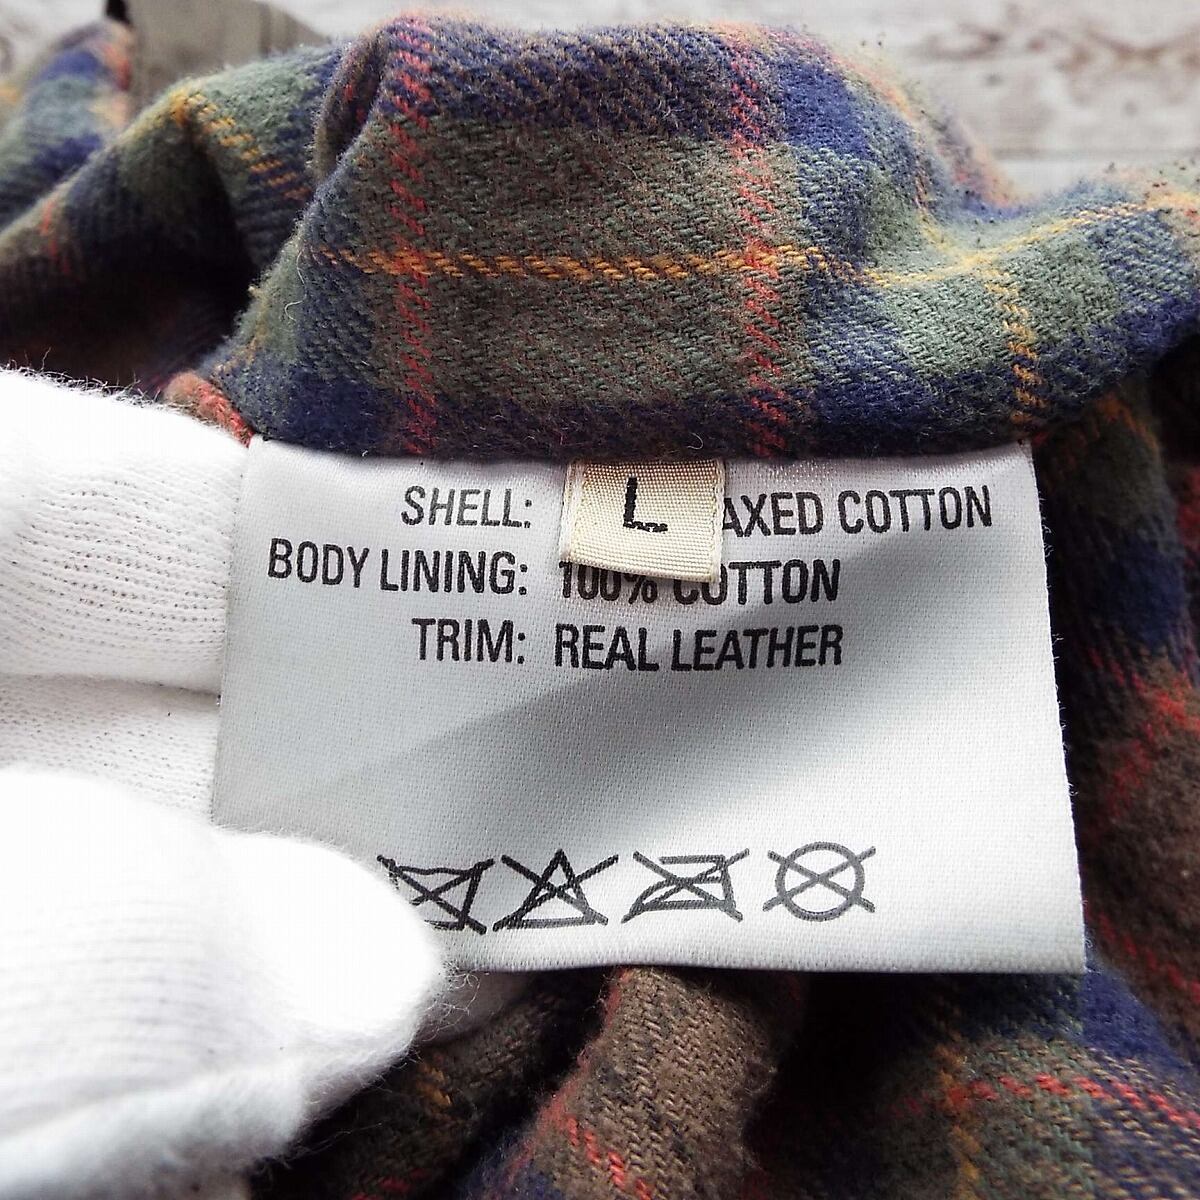 SHELL: AXED COTTON
L
BODY LINING: 100% COTTON
TRIM: REAL LEATHER